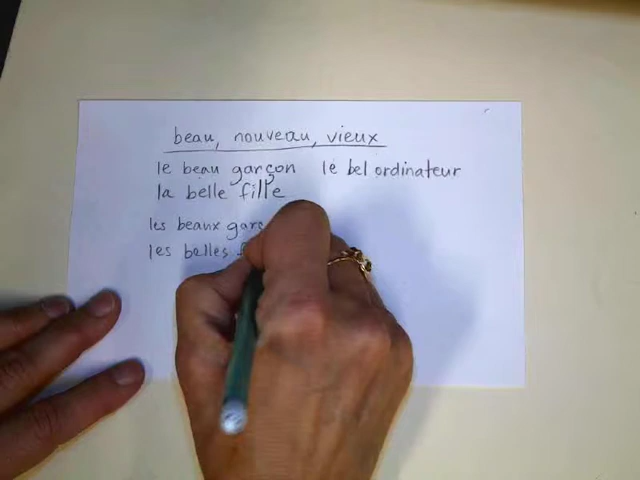 beau, nouveau, vieux
le beau garçon le bel ordinateur
la belle fille
les beaux
les belles